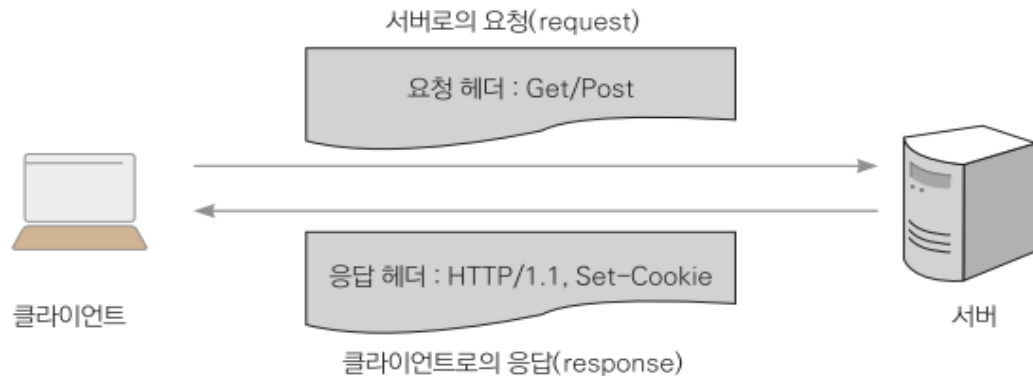 서버로의 요청(request)
요청 헤더 : Get/Post
응답 헤더 : HTTP/1.1, Set-Cookie
클라이언트
서버
클라이언트로의 응답(response)